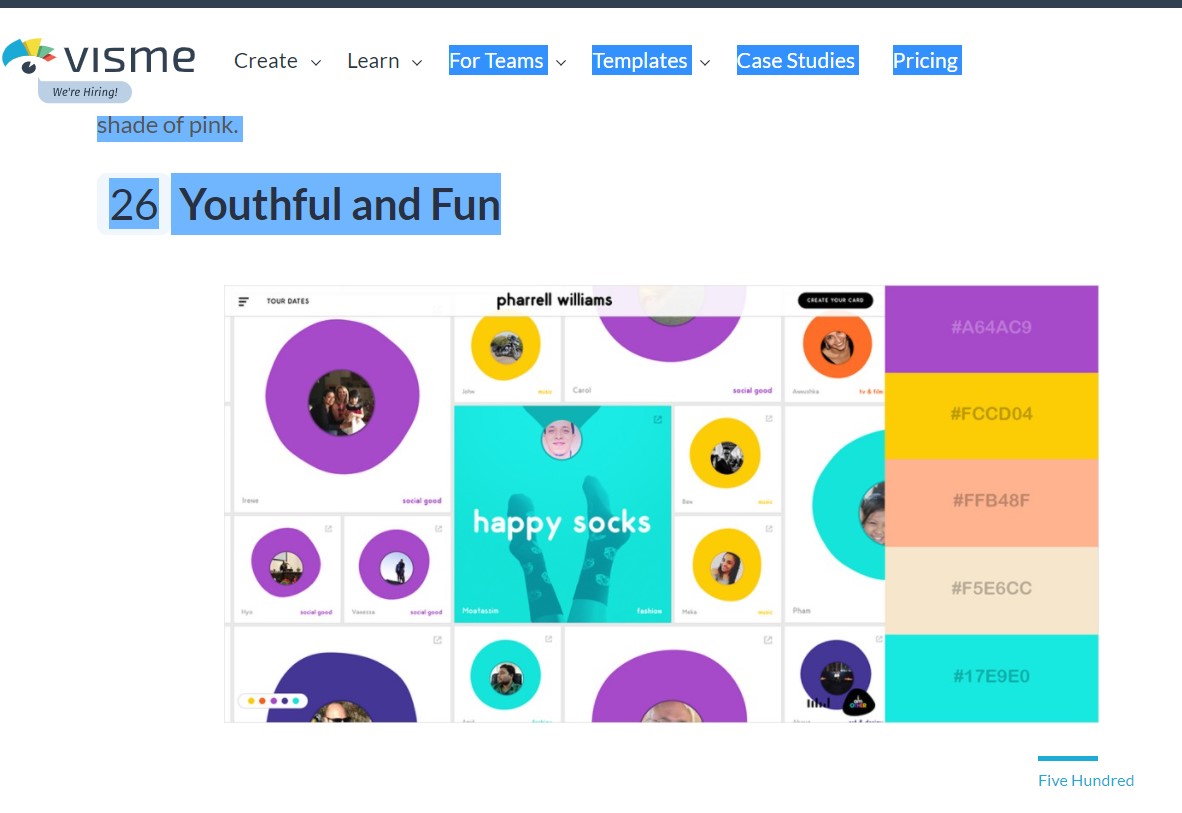 visme
Create Learn For Teams Templates Case Studies Pricing
We're Hiring!
shade of pink.
26 Youthful and Fun
TOUR DATES
pharrell williams
CREATE YOUR CARD
#A64AC9
#FCCD04
#FFB48F
#F5E6CC
#17E9E0
John music
Carol social good
Anoushka tv & film
Irene social good
happy socks
Moetassim fashion
Bau music
Hyo social good
Vanessa social good
Maka music
Pham
Five Hundred